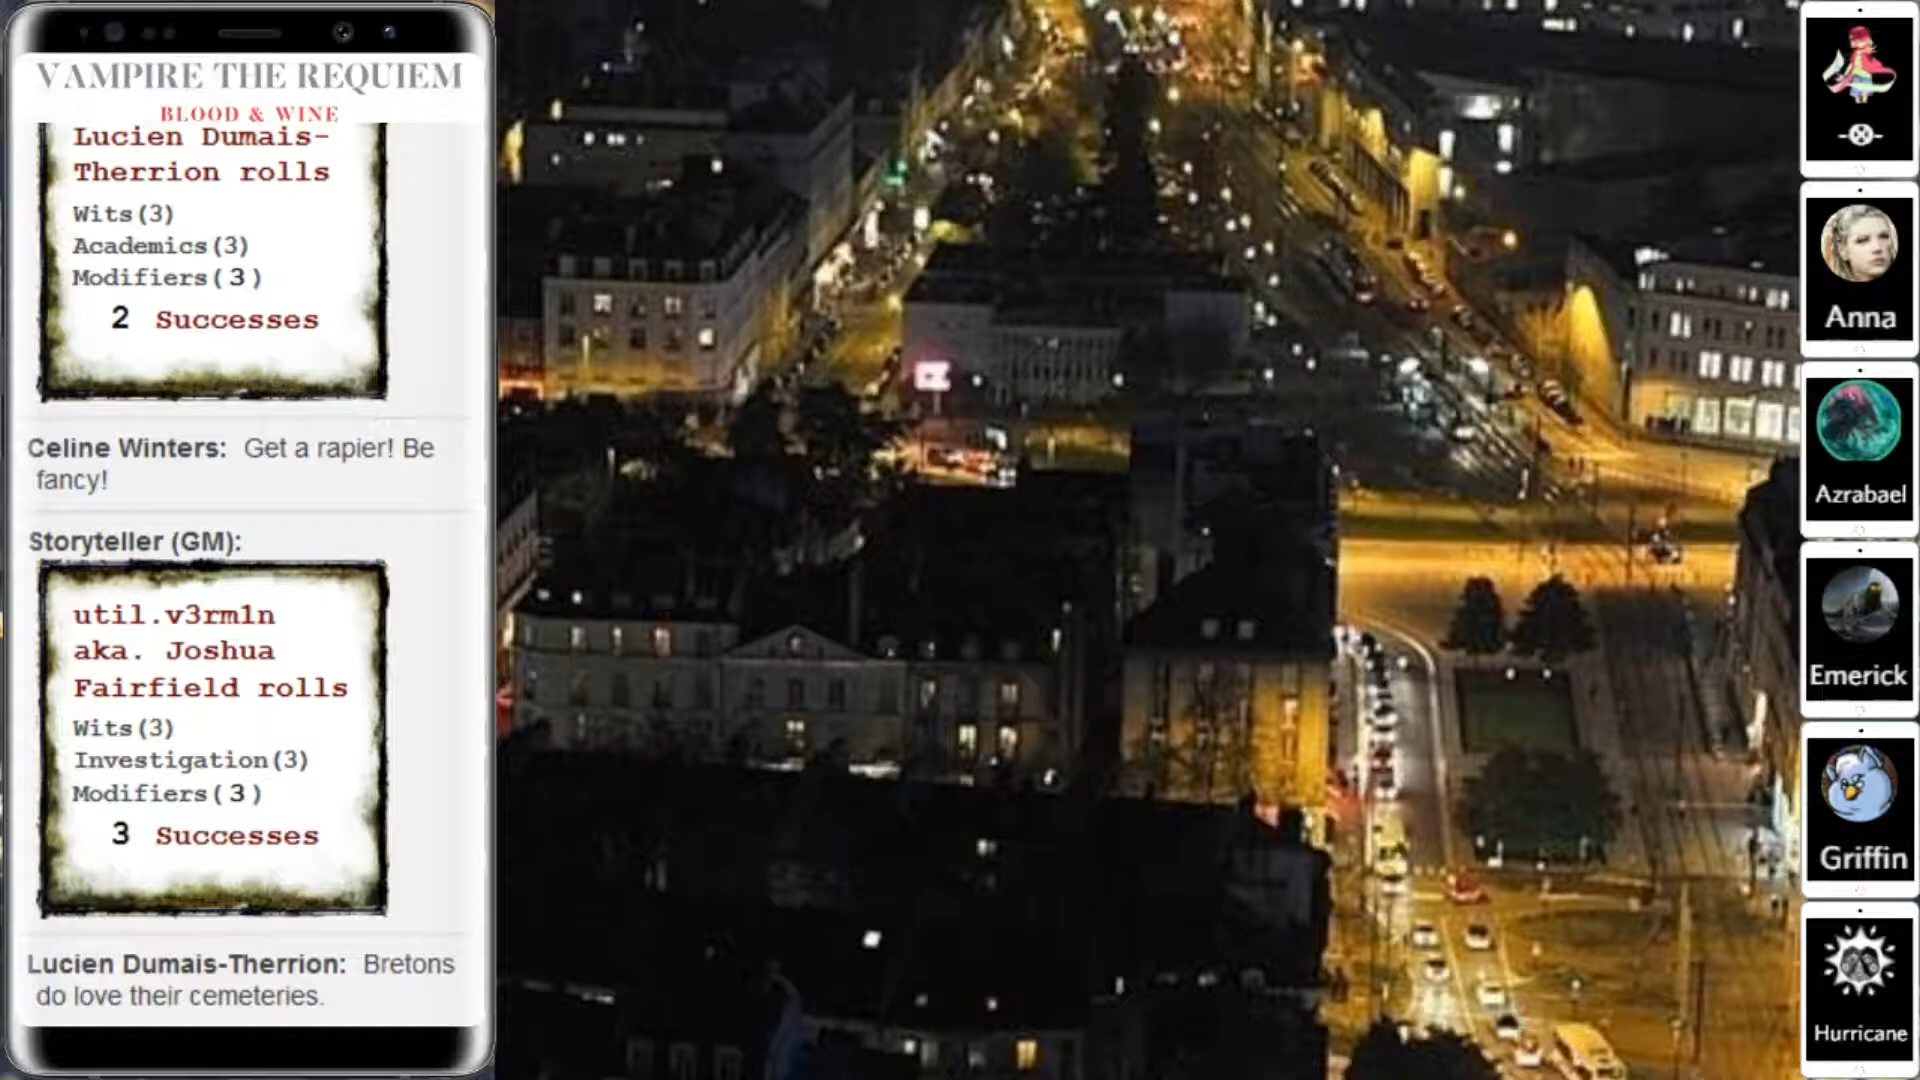 VAMPIRE THE REQUIEM
BLOOD & WINE
Lucien Dumais-
Therrion rolls
Wits(3)
Academics(3)
Modifiers(3)
2 Successes
Celine Winters: Get a rapier! Be
fancy!
Storyteller (GM):
util.v3rm1n
aka. Joshua
Fairfield rolls
Wits(3)
Investigation(3)
Modifiers(3)
3 Successes
Lucien Dumais-Therrion: Bretons
do love their cemeteries.
Anna
Azrabael
Emerick
Griffin
Hurricane